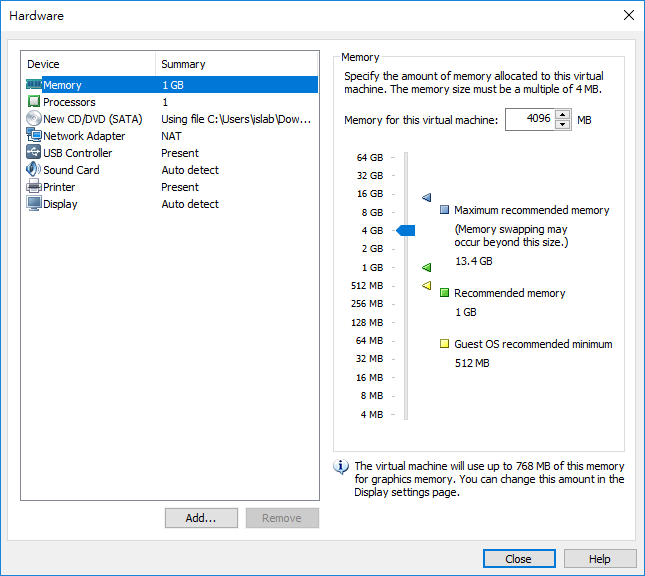 Hardware
Device Summary
Memory 1 GB
Processors 1
New CD/DVD (SATA) Using file C:\Users\islab\Dow...
Network Adapter NAT
USB Controller Present
Sound Card Auto detect
Printer Present
Display Auto detect
Add...
Remove
Memory
Specify the amount of memory allocated to this virtual
machine. The memory size must be a multiple of 4 MB.
Memory for this virtual machine: 4096 MB
64 GB
32 GB
16 GB
8 GB
4 GB
2 GB
1 GB
512 MB
256 MB
128 MB
64 MB
32 MB
16 MB
8 MB
4 MB
Maximum recommended memory
(Memory swapping may
occur beyond this size.)
13.4 GB
Recommended memory
1 GB
Guest OS recommended minimum
512 MB
The virtual machine will use up to 768 MB of this memory
for graphics memory. You can change this amount in the
Display settings page.
Close
Help